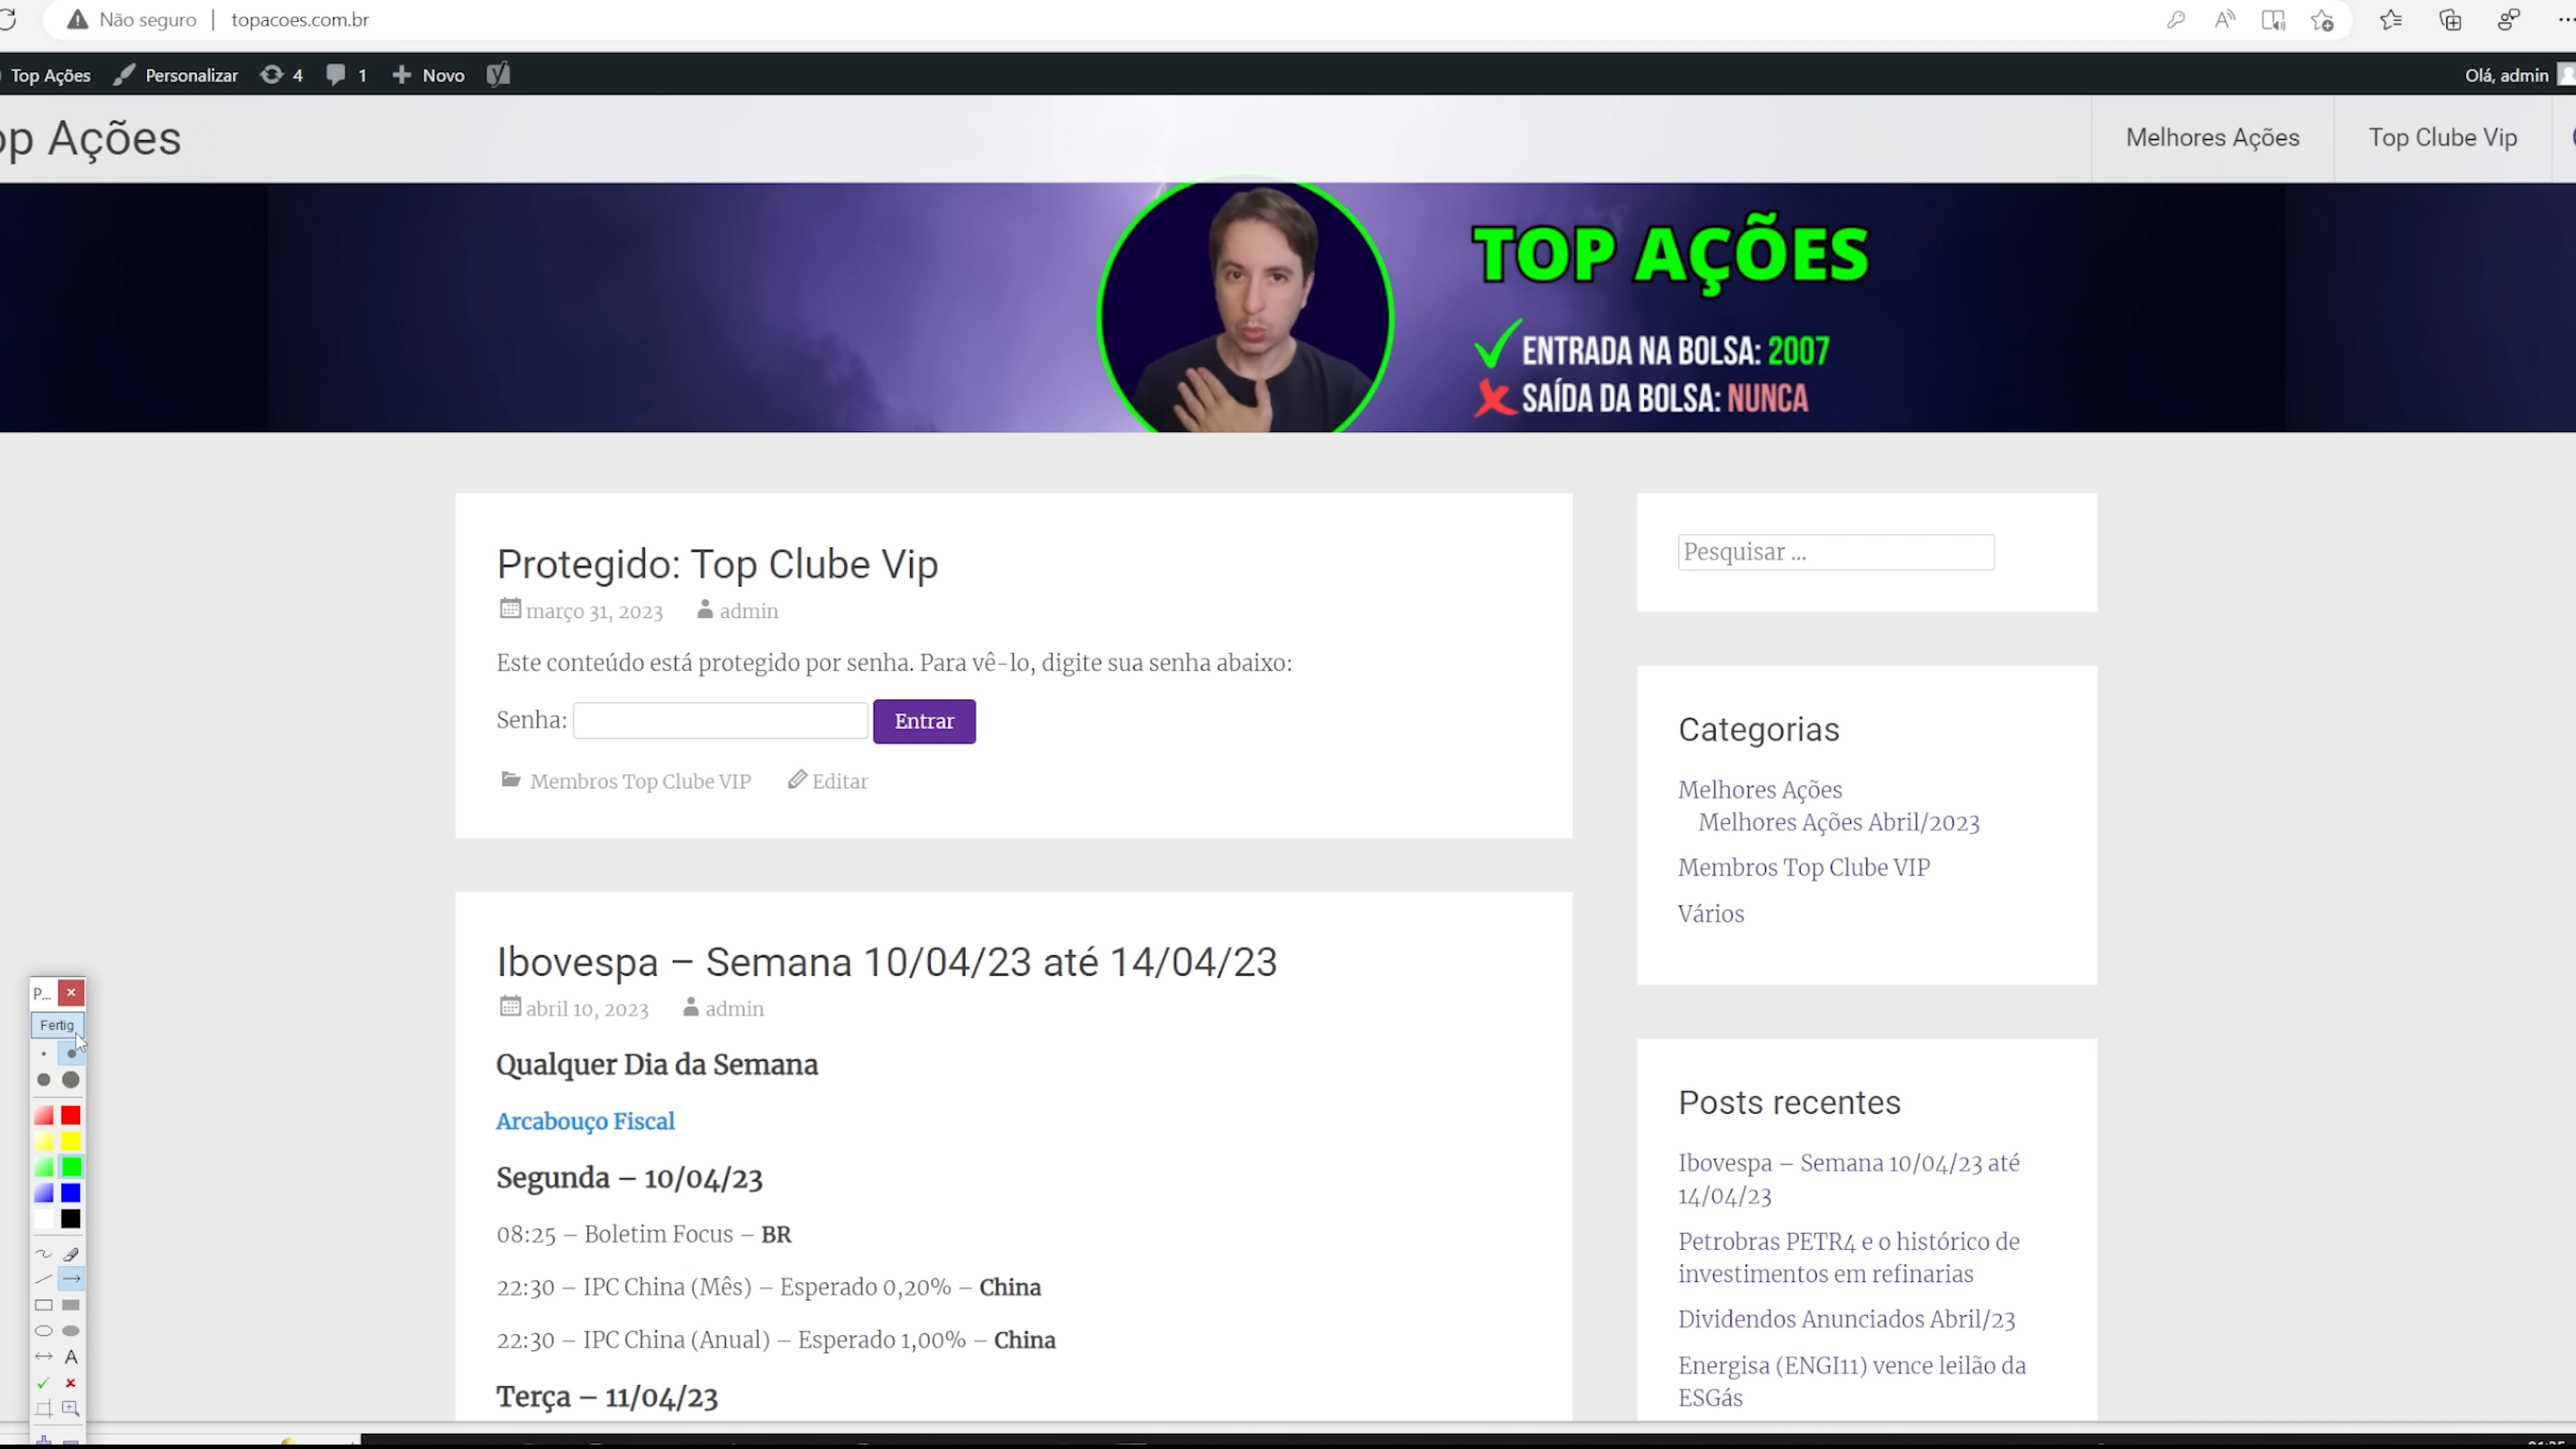 Não seguro | topacoes.com.br
Top Ações Personalizar 4 1 Novo Olá, admin
op Ações Melhores Ações Top Clube Vip
TOP AÇÕES
ENTRADA NA BOLSA: 2007
SAÍDA DA BOLSA: NUNCA
Protegido: Top Clube Vip
março 31, 2023 admin
Este conteúdo está protegido por senha. Para vê-lo, digite sua senha abaixo:
Senha: Entrar
Membros Top Clube VIP Editar
Ibovespa – Semana 10/04/23 até 14/04/23
abril 10, 2023 admin
Qualquer Dia da Semana
Arcabouço Fiscal
Segunda – 10/04/23
08:25 – Boletim Focus – BR
22:30 – IPC China (Mês) – Esperado 0,20% – China
22:30 – IPC China (Anual) – Esperado 1,00% – China
Terça – 11/04/23
Pesquisar ...
Categorias
Melhores Ações
Melhores Ações Abril/2023
Membros Top Clube VIP
Vários
Posts recentes
Ibovespa – Semana 10/04/23 até
14/04/23
Petrobras PETR4 e o histórico de
investimentos em refinarias
Dividendos Anunciados Abril/23
Energisa (ENGI11) vence leilão da
ESGás
P...
Fertig
A